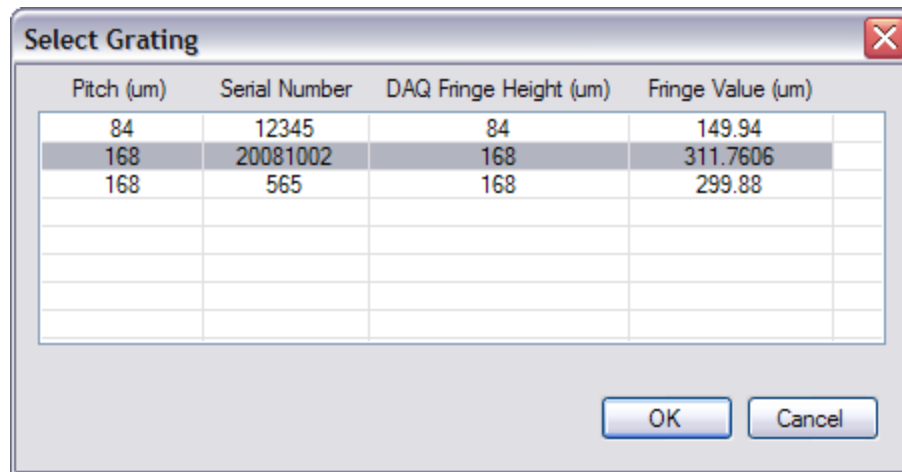 Select Grating
Pitch (um) Serial Number DAQ Fringe Height (um) Fringe Value (um)
84 12345 84 149.94
168 20081002 168 311.7606
168 565 168 299.88
OK Cancel